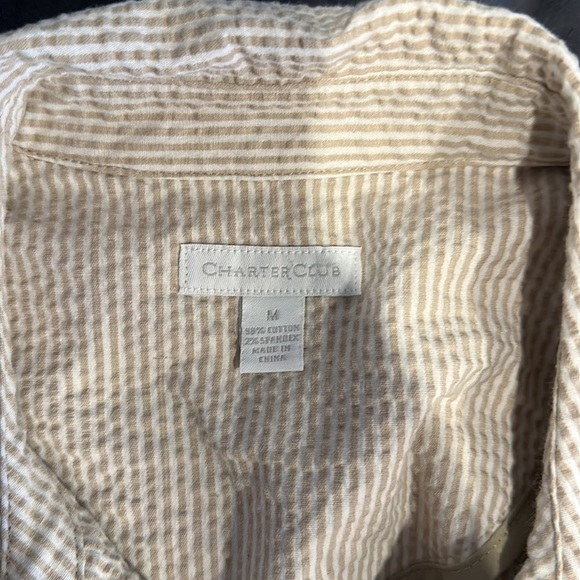 CHARTER CLUB
M
98% COTTON
2% SPANDEX
MADE IN
CHINA